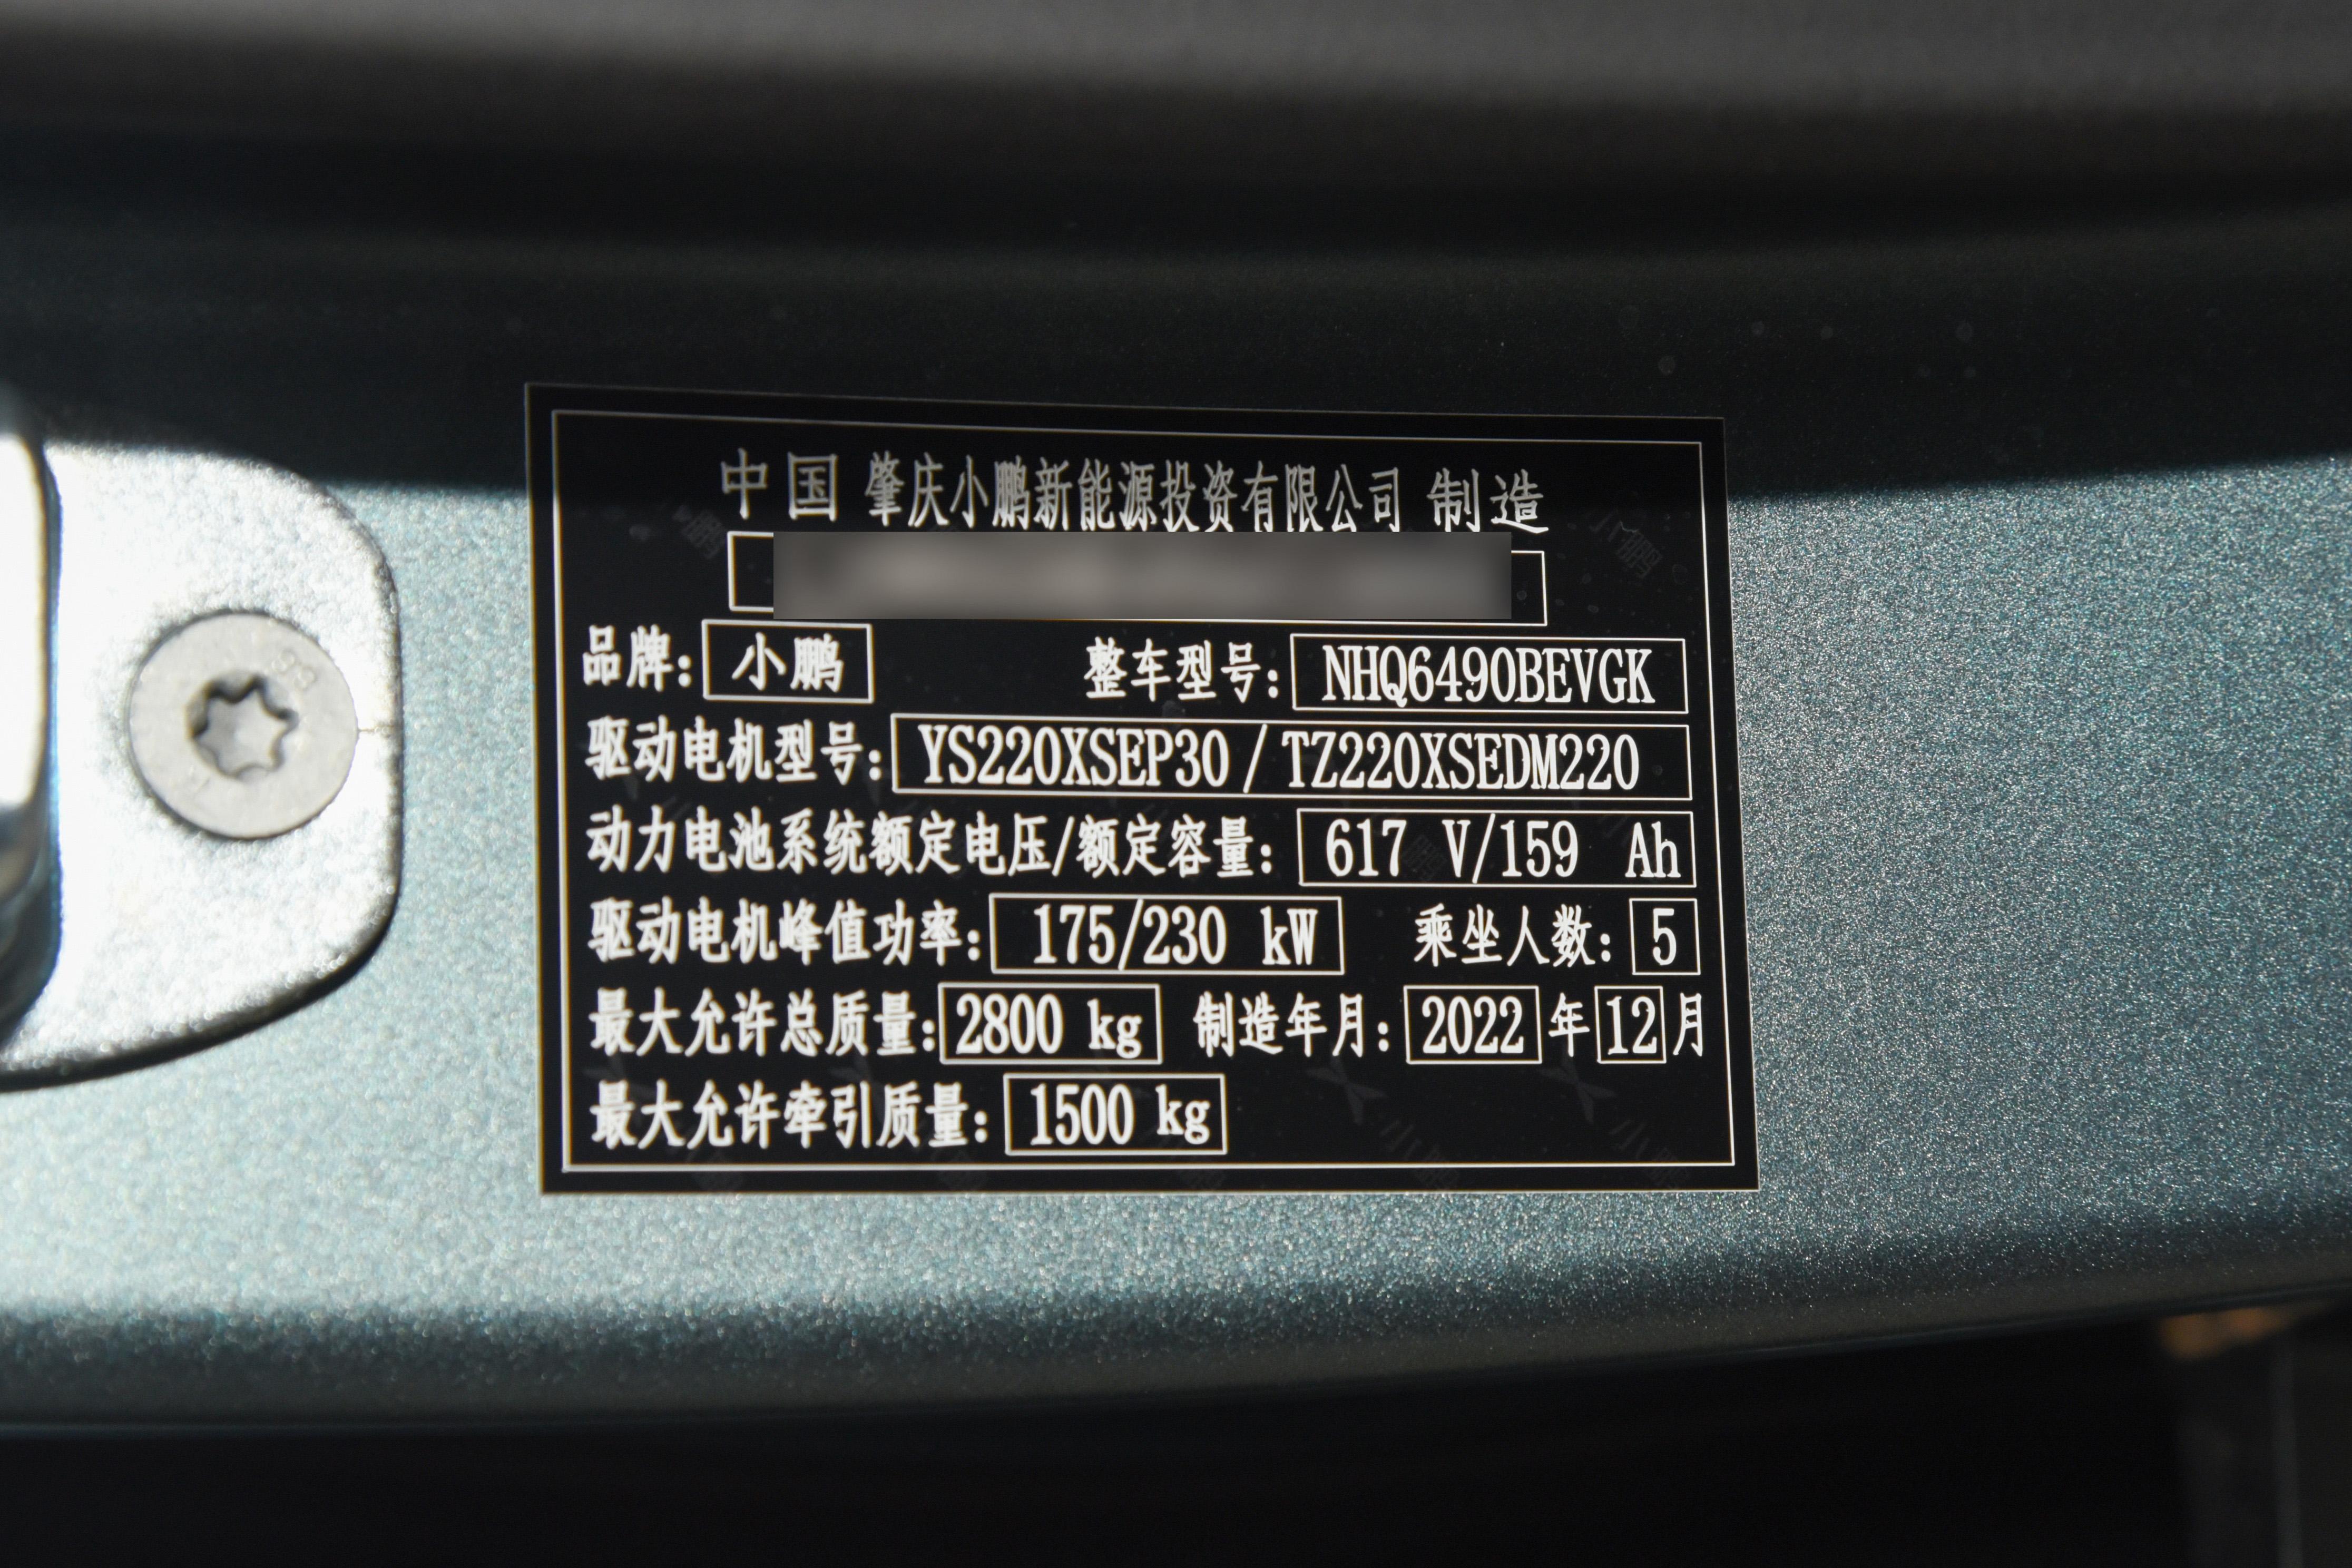 中国 肇庆小鹏新能源投资有限公司 制造
品牌: 小鹏 整车型号: NHQ6490BEVGK
驱动电机型号: YS220XSEP30 / TZ220XSEDM220
动力电池系统额定电压/额定容量: 617 V/159 Ah
驱动电机峰值功率: 175/230 kW 乘坐人数: 5
最大允许总质量: 2800 kg 制造年月: 2022 年 12 月
最大允许牵引质量: 1500 kg